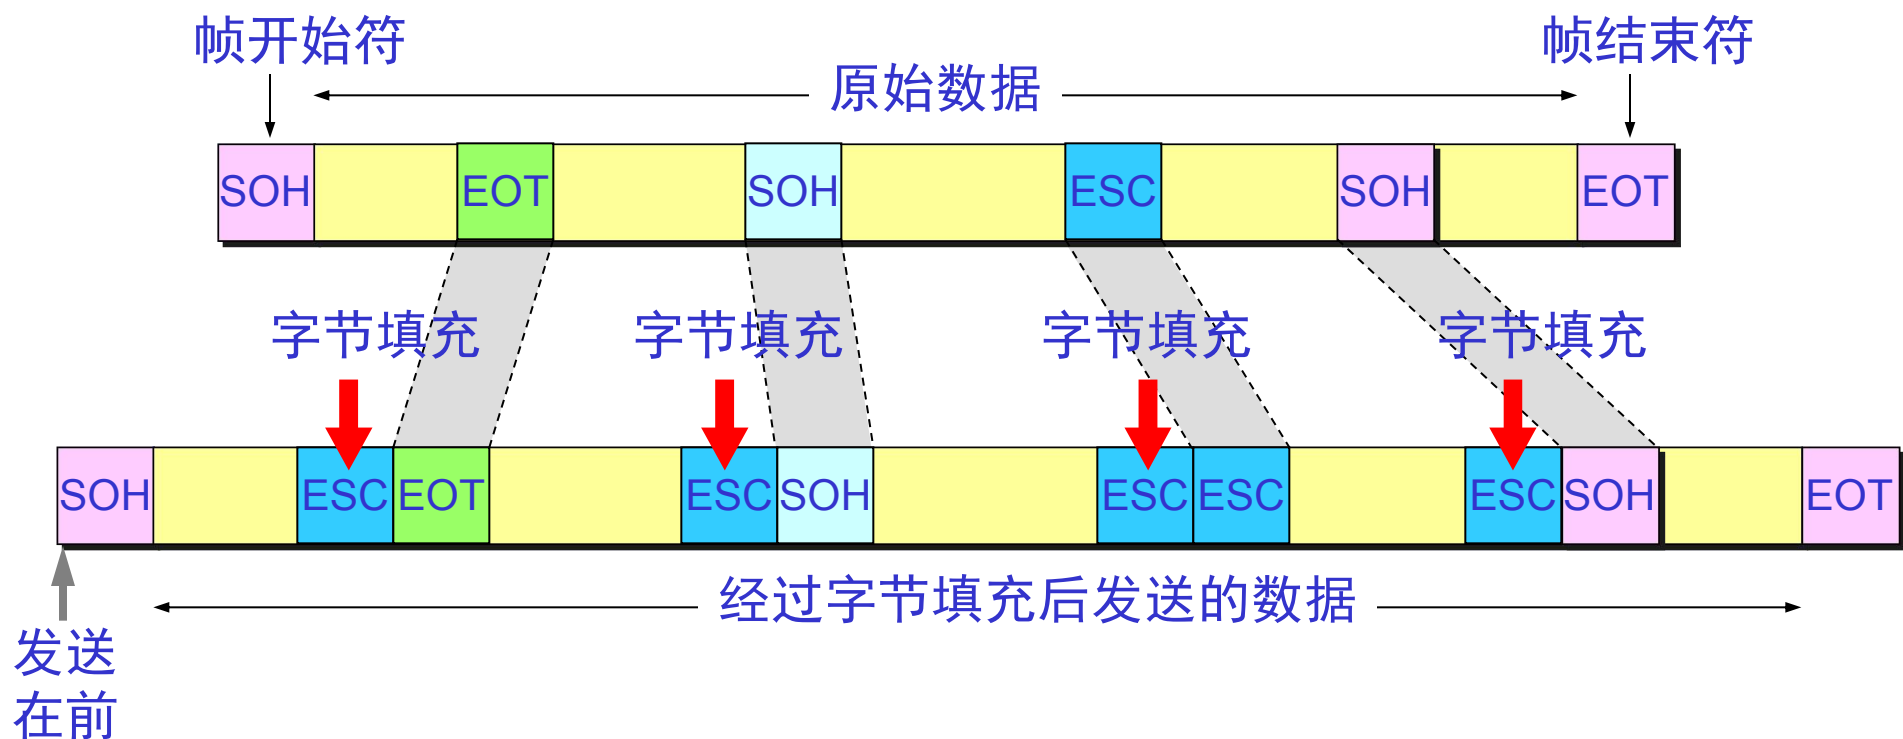 帧开始符
帧结束符
原始数据
SOH EOT SOH ESC SOH EOT
字节填充 字节填充 字节填充 字节填充
SOH ESC EOT ESC SOH ESC ESC ESC SOH EOT
经过字节填充后发送的数据
发送
在前